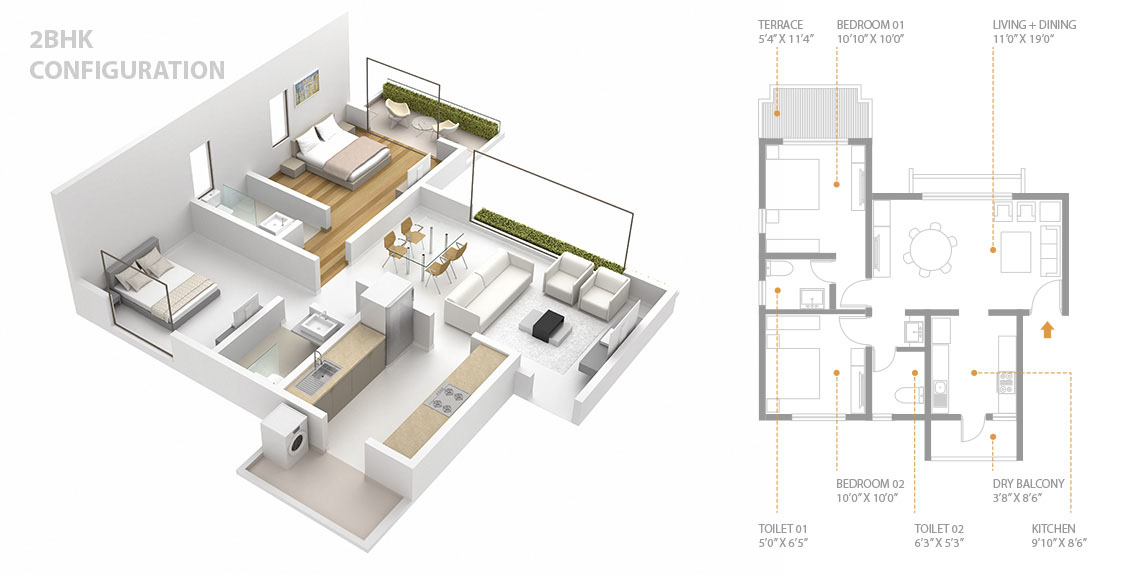 2BHK
CONFIGURATION
TERRACE
5'4" X 11'4"
BEDROOM 01
10'10" X 10'0"
LIVING + DINING
11'0" X 19'0"
BEDROOM 02
10'0" X 10'0"
DRY BALCONY
3'8" X 8'6"
TOILET 01
5'0" X 6'5"
TOILET 02
6'3" X 5'3"
KITCHEN
9'10" X 8'6"